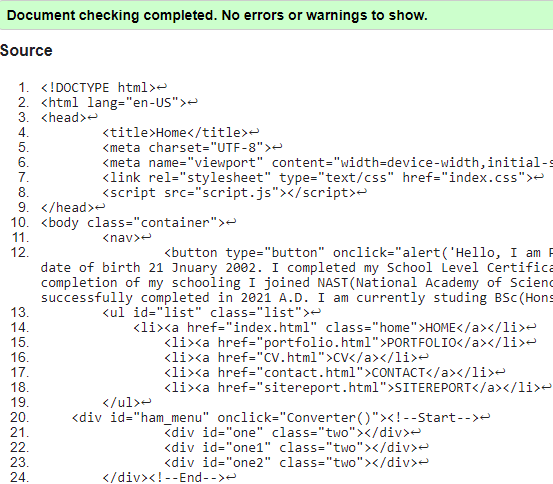 Document checking completed. No errors or warnings to show.
Source
1. <!DOCTYPE html>↩
2. <html lang="en-US">↩
3. <head>↩
4. <title>Home</title>↩
5. <meta charset="UTF-8">↩
6. <meta name="viewport" content="width=device-width,initial-s
7. <link rel="stylesheet" type="text/css" href="index.css">↩
8. <script src="script.js"></script>↩
9. </head>↩
10. <body class="container">↩
11. <nav>↩
12. <button type="button" onclick="alert('Hello, I am P
date of birth 21 Jnuary 2002. I completed my School Level Certifica
completion of my schooling I joined NAST(National Academy of Scienc
successfully completed in 2021 A.D. I am currently studing BSc(Hons
13. <ul id="list" class="list">↩
14. <li><a href="index.html" class="home">HOME</a></li>↩
15. <li><a href="portfolio.html">PORTFOLIO</a></li>↩
16. <li><a href="CV.html">CV</a></li>↩
17. <li><a href="contact.html">CONTACT</a></li>↩
18. <li><a href="sitereport.html">SITEREPORT</a></li>↩
19. </ul>↩
20. <div id="ham_menu" onclick="Converter()"><!--Start-->↩
21. <div id="one" class="two"></div>↩
22. <div id="one1" class="two"></div>↩
23. <div id="one2" class="two"></div>↩
24. </div><!--End-->↩